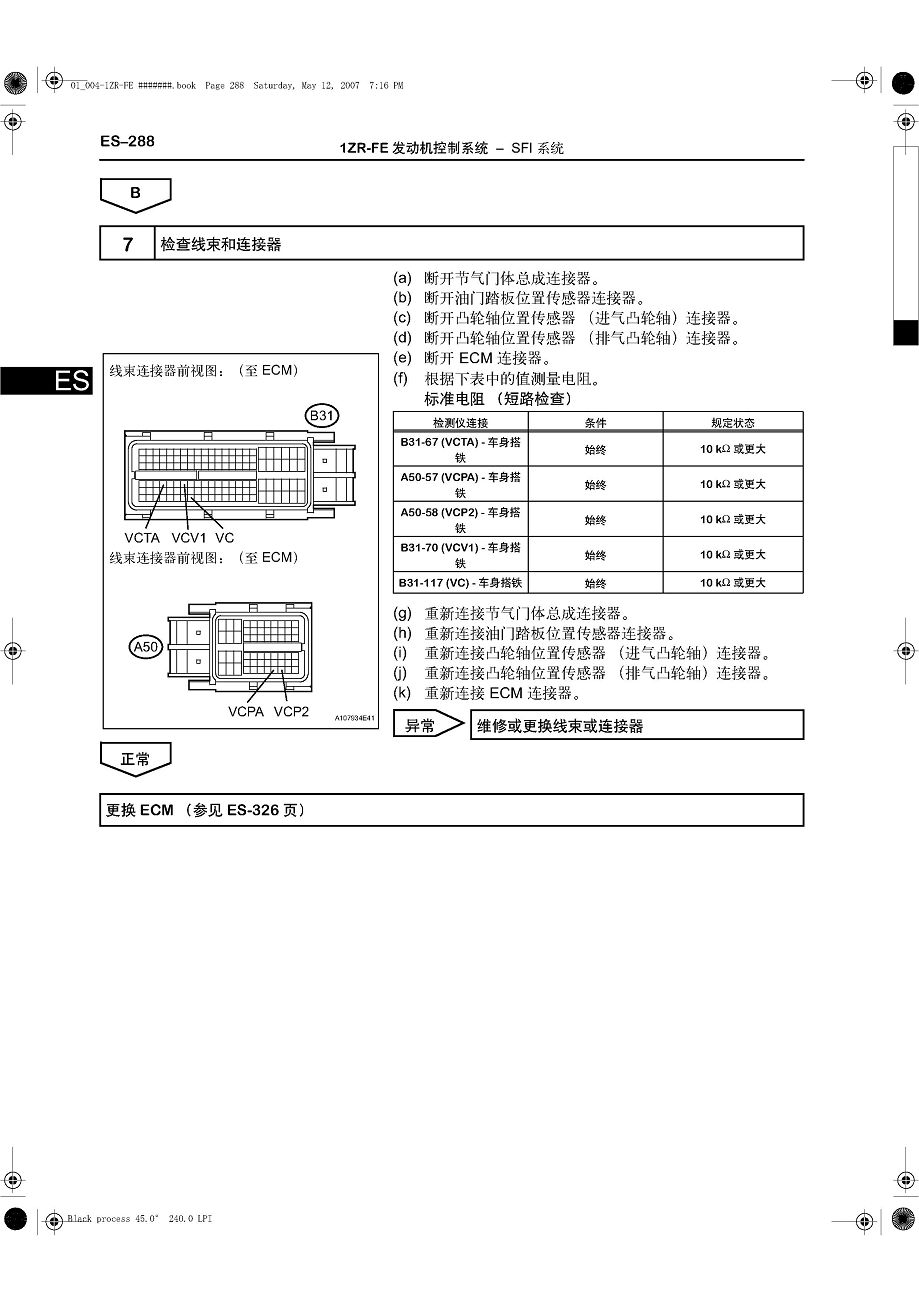 01_004-1ZR-FE #######.book  Page 288  Saturday, May 12, 2007  7:16 PM
ES–288
1ZR-FE 发动机控制系统 – SFI 系统
B
7 检查线束和连接器
(a) 断开节气门体总成连接器。
(b) 断开油门踏板位置传感器连接器。
(c) 断开凸轮轴位置传感器 （进气凸轮轴）连接器。
(d) 断开凸轮轴位置传感器 （排气凸轮轴）连接器。
(e) 断开 ECM 连接器。
(f) 根据下表中的值测量电阻。
标准电阻 （短路检查）
检测仪连接 条件 规定状态
B31-67 (VCTA) - 车身搭
铁 始终 10 kΩ 或更大
A50-57 (VCPA) - 车身搭
铁 始终 10 kΩ 或更大
A50-58 (VCP2) - 车身搭
铁 始终 10 kΩ 或更大
B31-70 (VCV1) - 车身搭
铁 始终 10 kΩ 或更大
B31-117 (VC) - 车身搭铁 始终 10 kΩ 或更大
ES
线束连接器前视图：（至 ECM）
B31
VCTA VCV1 VC
线束连接器前视图：（至 ECM）
A50
VCPA VCP2
A107934E41
(g) 重新连接节气门体总成连接器。
(h) 重新连接油门踏板位置传感器连接器。
(i) 重新连接凸轮轴位置传感器 （进气凸轮轴）连接器。
(j) 重新连接凸轮轴位置传感器 （排气凸轮轴）连接器。
(k) 重新连接 ECM 连接器。
异常 维修或更换线束或连接器
正常
更换 ECM （参见 ES-326 页）
Black process 45.0° 240.0 LPI